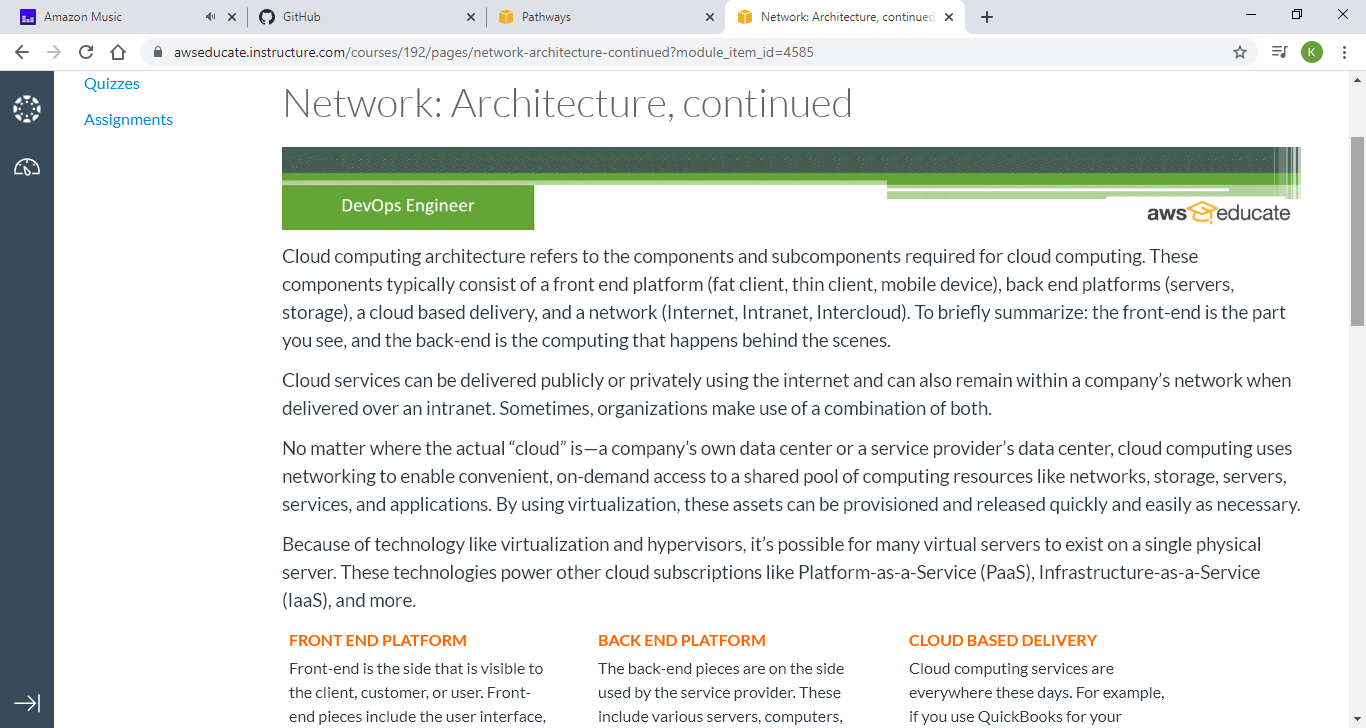 Amazon Music
GitHub
Pathways
Network: Architecture, continued
awseducate.instructure.com/courses/192/pages/network-architecture-continued?module_item_id=4585
K
Quizzes
Assignments
Network: Architecture, continued
DevOps Engineer
aws educate
Cloud computing architecture refers to the components and subcomponents required for cloud computing. These
components typically consist of a front end platform (fat client, thin client, mobile device), back end platforms (servers,
storage), a cloud based delivery, and a network (Internet, Intranet, Intercloud). To briefly summarize: the front-end is the part
you see, and the back-end is the computing that happens behind the scenes.
Cloud services can be delivered publicly or privately using the internet and can also remain within a company’s network when
delivered over an intranet. Sometimes, organizations make use of a combination of both.
No matter where the actual “cloud” is—a company’s own data center or a service provider’s data center, cloud computing uses
networking to enable convenient, on-demand access to a shared pool of computing resources like networks, storage, servers,
services, and applications. By using virtualization, these assets can be provisioned and released quickly and easily as necessary.
Because of technology like virtualization and hypervisors, it’s possible for many virtual servers to exist on a single physical
server. These technologies power other cloud subscriptions like Platform-as-a-Service (PaaS), Infrastructure-as-a-Service
(IaaS), and more.
FRONT END PLATFORM
Front-end is the side that is visible to
the client, customer, or user. Front-
end pieces include the user interface,
BACK END PLATFORM
The back-end pieces are on the side
used by the service provider. These
include various servers, computers,
CLOUD BASED DELIVERY
Cloud computing services are
everywhere these days. For example,
if you use QuickBooks for your